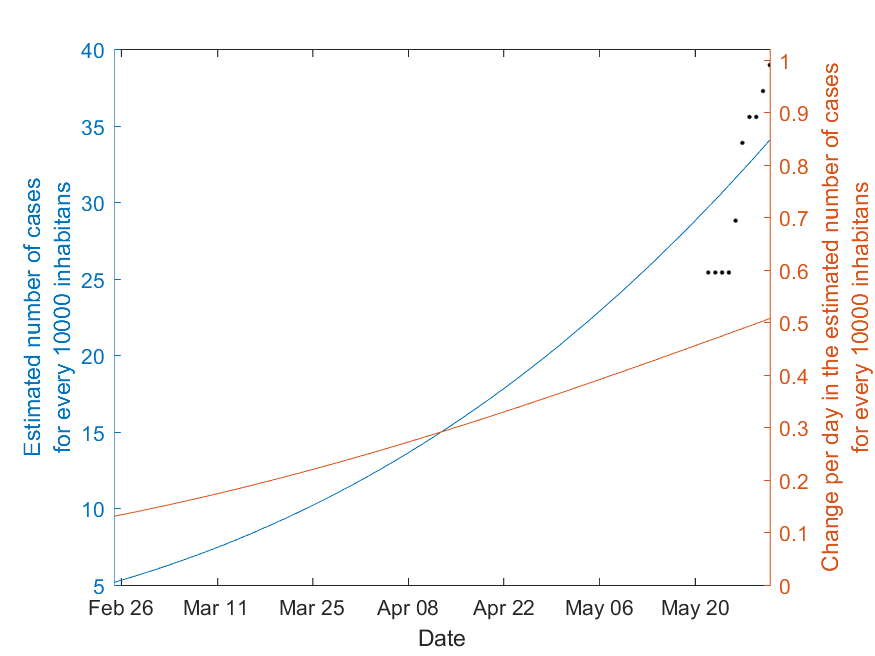 Estimated number of cases
for every 10000 inhabitans
40
35
30
25
20
15
10
5
Feb 26
Mar 11
Mar 25
Apr 08
Apr 22
May 06
May 20
Date
1
0.9
0.8
0.7
0.6
0.5
0.4
0.3
0.2
0.1
0
Change per day in the estimated number of cases
for every 10000 inhabitans